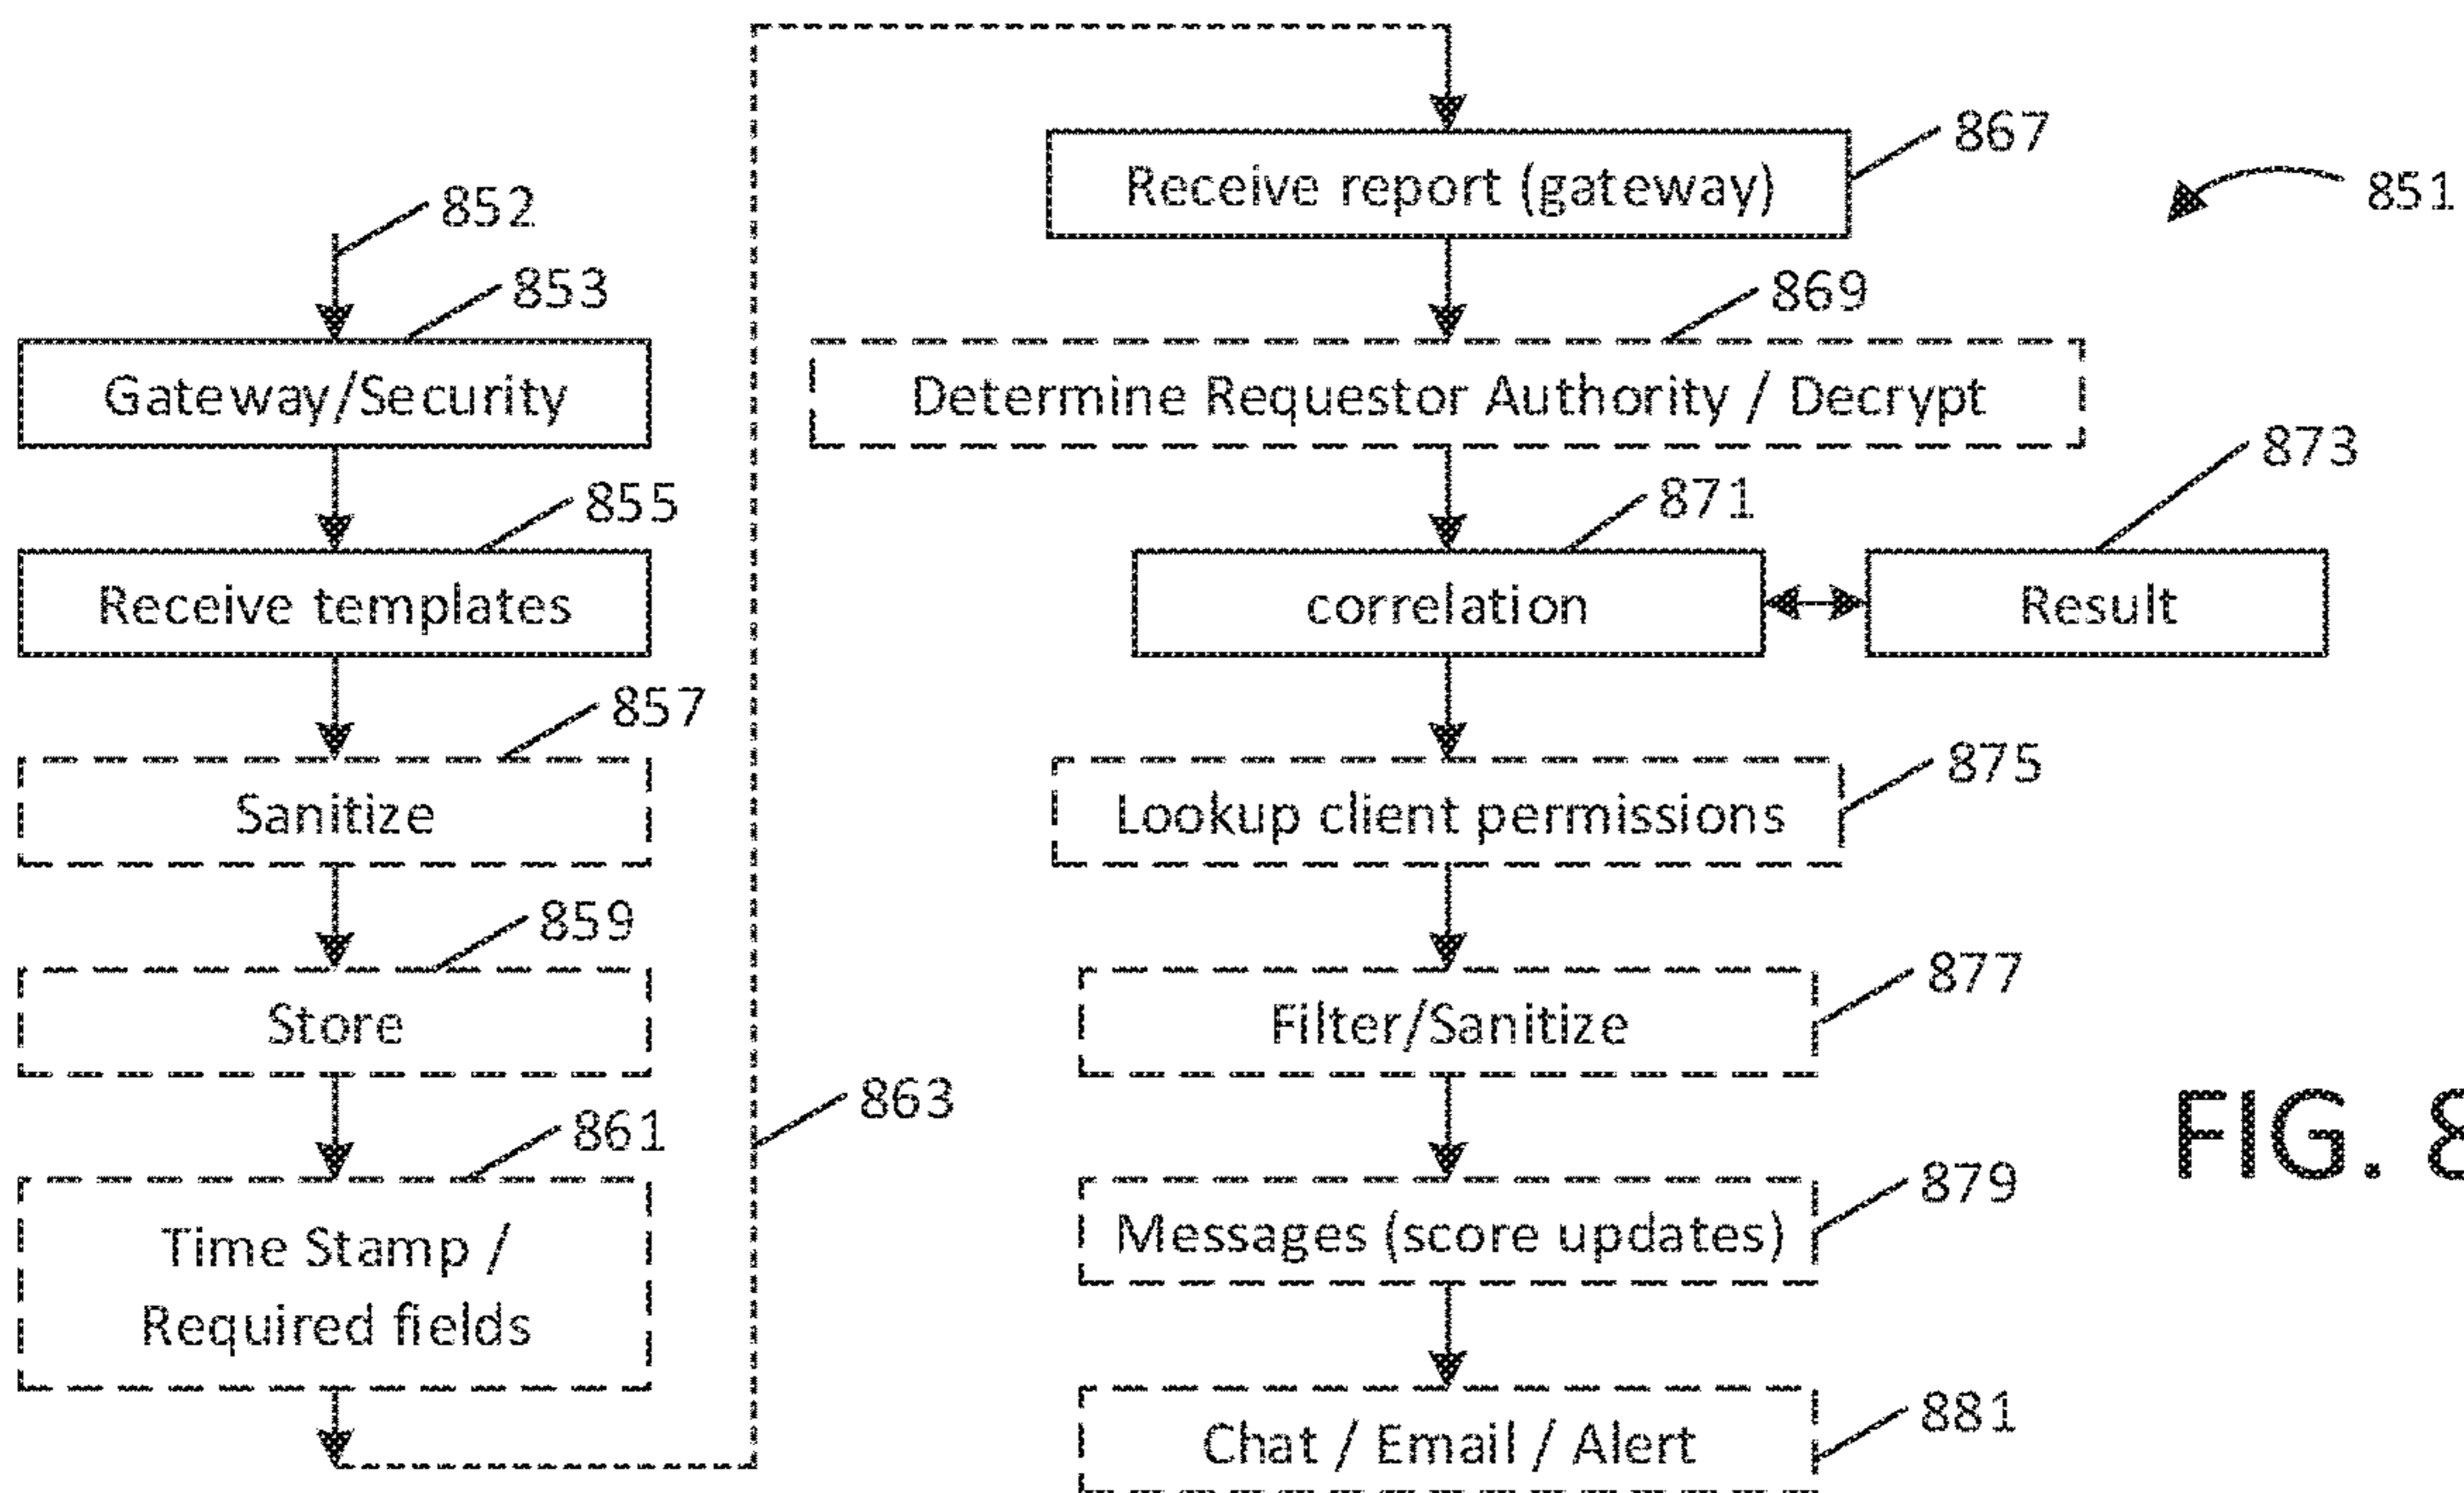 852
853
Gateway/Security
855
Receive templates
857
Sanitize
859
Store
861
Time Stamp /
Required fields
863
867
Receive report (gateway)
851
869
Determine Requestor Authority / Decrypt
871
correlation
873
Result
875
Lookup client permissions
877
Filter/Sanitize
879
Messages (score updates)
881
Chat / Email / Alert
FIG. 8